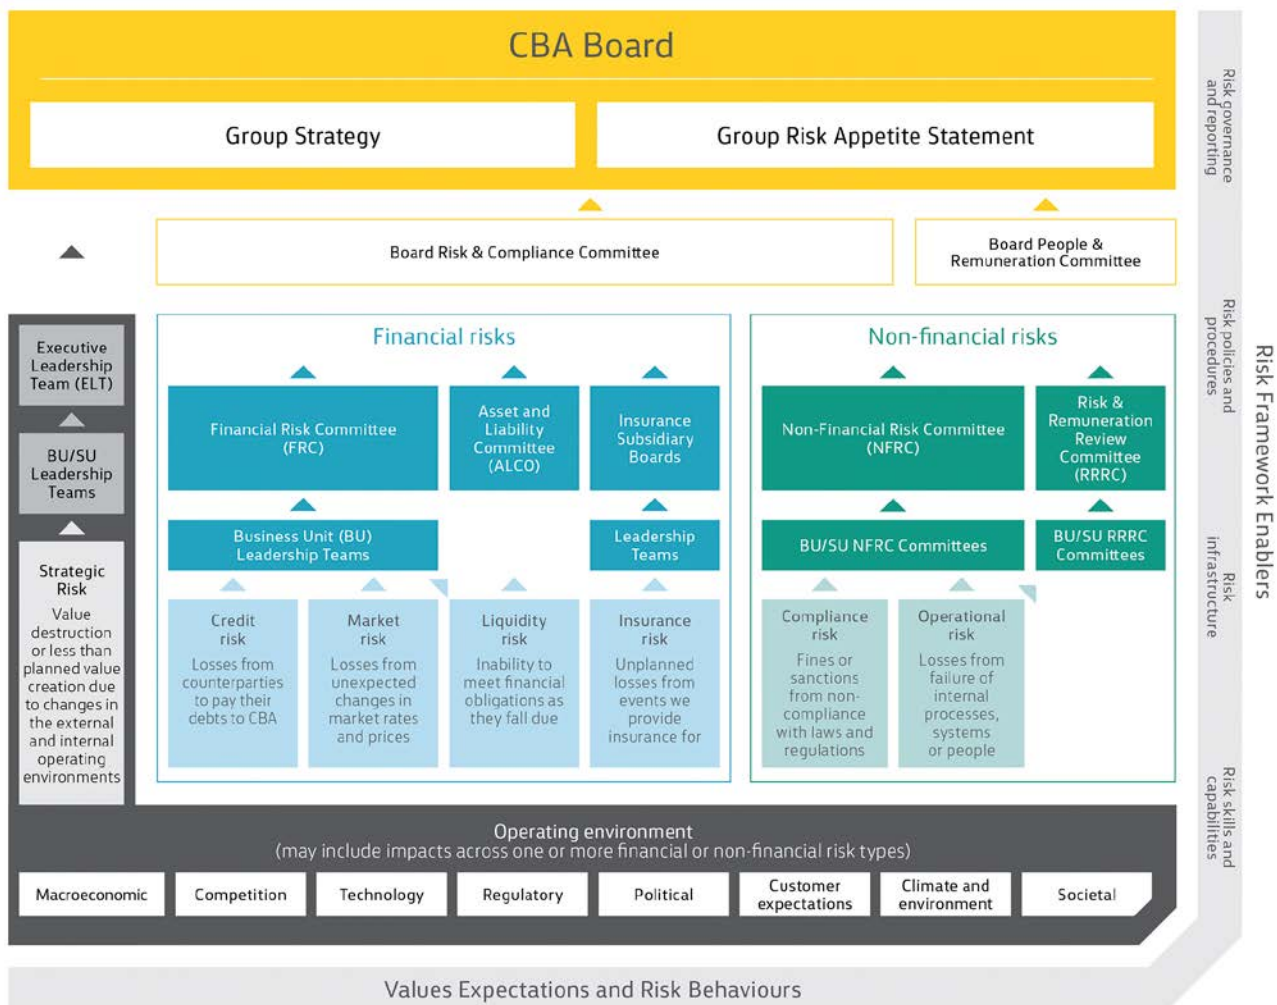 CBA Board
Group Strategy
Group Risk Appetite Statement
Board Risk & Compliance Committee
Board People &
Remuneration Committee
Executive
Leadership
Team (ELT)
BU/SU
Leadership
Teams
Strategic
Risk
Value
destruction
or less than
planned value
creation due
to changes in
the external
and internal
operating
environments
Financial risks
Financial Risk Committee
(FRC)
Asset and
Liability
Committee
(ALCO)
Insurance
Subsidiary
Boards
Business Unit (BU)
Leadership Teams
Leadership
Teams
Credit
risk
Losses from
counterparties
to pay their
debts to CBA
Market
risk
Losses from
unexpected
changes in
market rates
and prices
Liquidity
risk
Inability to
meet financial
obligations as
they fall due
Insurance
risk
Unplanned
losses from
events we
provide
insurance for
Non-financial risks
Non-Financial Risk Committee
(NFRC)
Risk &
Remuneration
Review
Committee
(RRRC)
BU/SU NFRC Committees
BU/SU RRRC
Committees
Compliance
risk
Fines or
sanctions
from non-
compliance
with laws and
regulations
Operational
risk
Losses from
failure of
internal
processes,
systems
or people
Operating environment
(may include impacts across one or more financial or non-financial risk types)
Macroeconomic
Competition
Technology
Regulatory
Political
Customer
expectations
Climate and
environment
Societal
Values Expectations and Risk Behaviours
Risk governance
and reporting
Risk policies and
procedures
Risk
infrastructure
Risk skills and
capabilities
Risk Framework Enablers